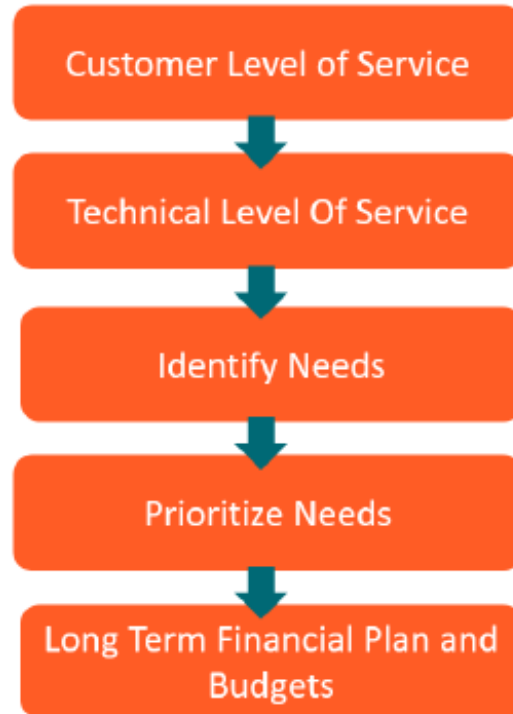 Customer Level of Service
Technical Level Of Service
Identify Needs
Prioritize Needs
Long Term Financial Plan and
Budgets